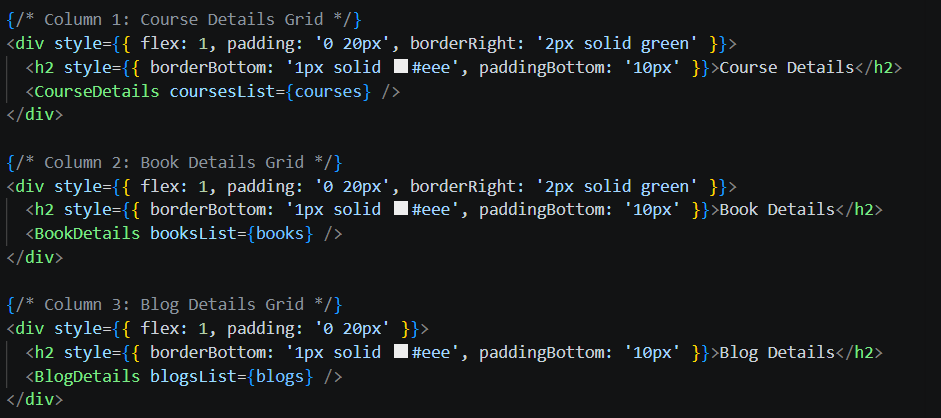 {/* Column 1: Course Details Grid */}
<div style={{ flex: 1, padding: '0 20px', borderRight: '2px solid green' }}>
<h2 style={{ borderBottom: '1px solid #eee', paddingBottom: '10px' }}>Course Details</h2>
<CourseDetails coursesList={courses} />
</div>
{/* Column 2: Book Details Grid */}
<div style={{ flex: 1, padding: '0 20px', borderRight: '2px solid green' }}>
<h2 style={{ borderBottom: '1px solid #eee', paddingBottom: '10px' }}>Book Details</h2>
<BookDetails booksList={books} />
</div>
{/* Column 3: Blog Details Grid */}
<div style={{ flex: 1, padding: '0 20px' }}>
<h2 style={{ borderBottom: '1px solid #eee', paddingBottom: '10px' }}>Blog Details</h2>
<BlogDetails blogsList={blogs} />
</div>